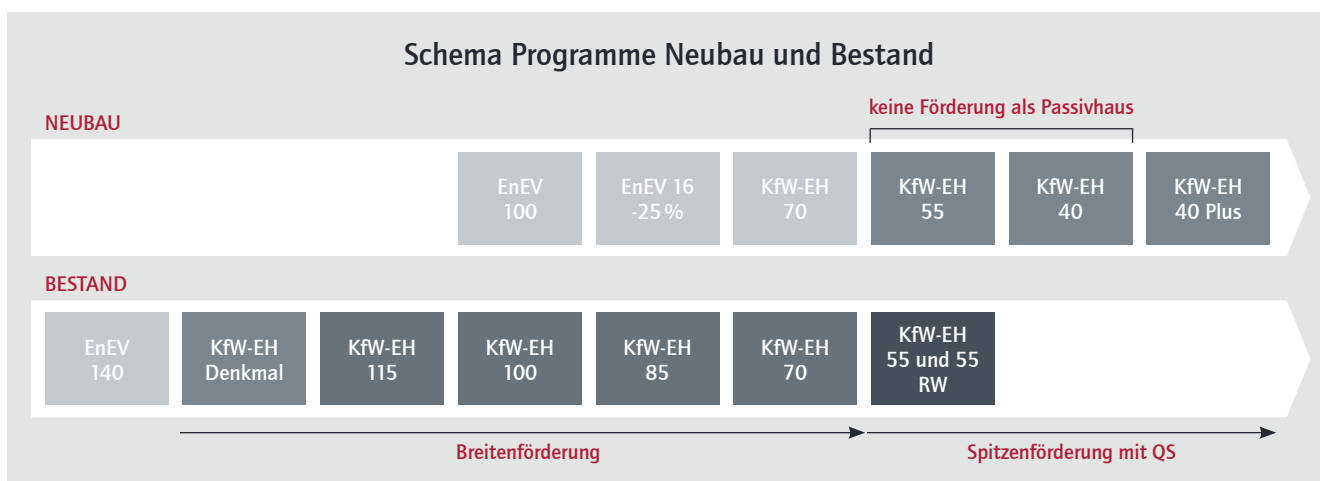 Schema Programme Neubau und Bestand
keine Förderung als Passivhaus
NEUBAU
EnEV
100
EnEV 16
-25 %
KfW-EH
70
KfW-EH
55
KfW-EH
40
KfW-EH
40 Plus
BESTAND
EnEV
140
KfW-EH
Denkmal
KfW-EH
115
KfW-EH
100
KfW-EH
85
KfW-EH
70
KfW-EH
55 und 55
RW
Breitenförderung
Spitzenförderung mit QS